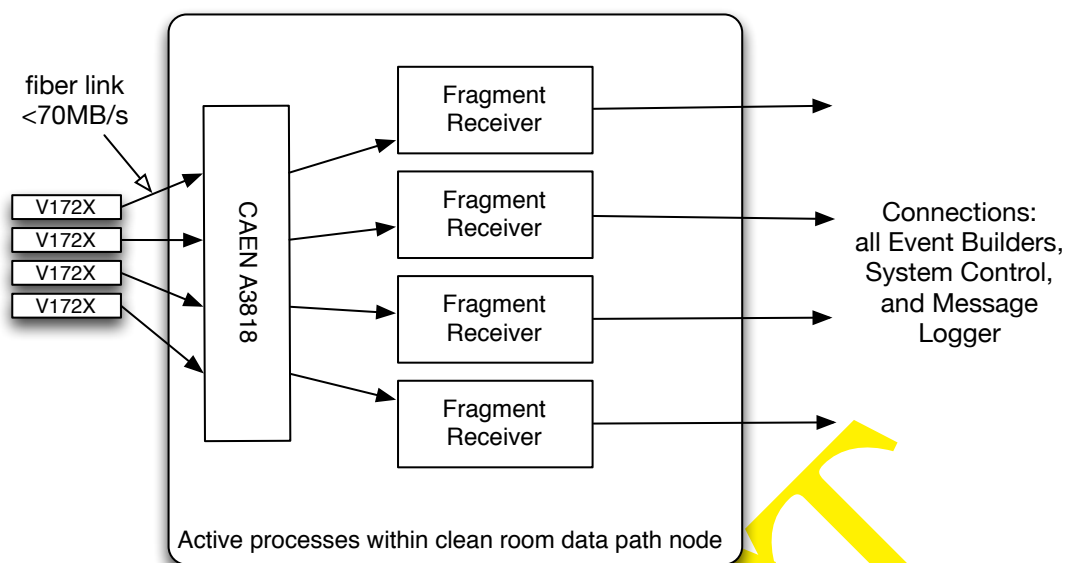 fiber link
<70MB/s
V172X
V172X
V172X
V172X
CAEN A3818
Fragment
Receiver
Fragment
Receiver
Fragment
Receiver
Fragment
Receiver
Connections:
all Event Builders,
System Control,
and Message
Logger
Active processes within clean room data path node
T